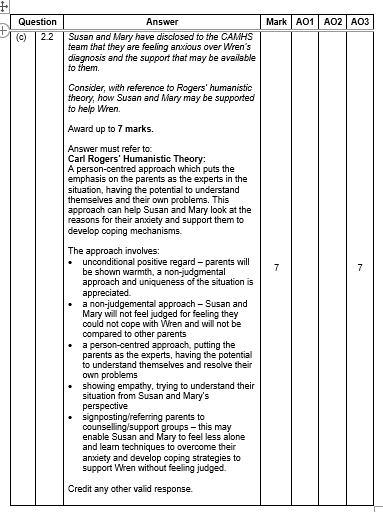 Question Answer Mark AO1 AO2 AO3
(c) 2.2 Susan and Mary have disclosed to the CAMHS
team that they are feeling anxious over Wren's
diagnosis and the support that may be available
to them.
Consider, with reference to Rogers' humanistic
theory, how Susan and Mary may be supported
to help Wren.
Award up to 7 marks.
Answer must refer to:
Carl Rogers' Humanistic Theory:
A person-centred approach which puts the
emphasis on the parents as the experts in the
situation, having the potential to understand
themselves and their own problems. This
approach can help Susan and Mary look at the
reasons for their anxiety and support them to
develop coping mechanisms.
The approach involves:
• unconditional positive regard – parents will
be shown warmth, a non-judgmental
approach and uniqueness of the situation is
appreciated.
• a non-judgemental approach – Susan and
Mary will not feel judged for feeling they
could not cope with Wren and will not be
compared to other parents
• a person-centred approach, putting the
parents as the experts, having the potential
to understand themselves and resolve their
own problems
• showing empathy, trying to understand their
situation from Susan and Mary's
perspective
• signposting/referring parents to
counselling/support groups – this may
enable Susan and Mary to feel less alone
and learn techniques to overcome their
anxiety and develop coping strategies to
support Wren without feeling judged.
Credit any other valid response.
7 7